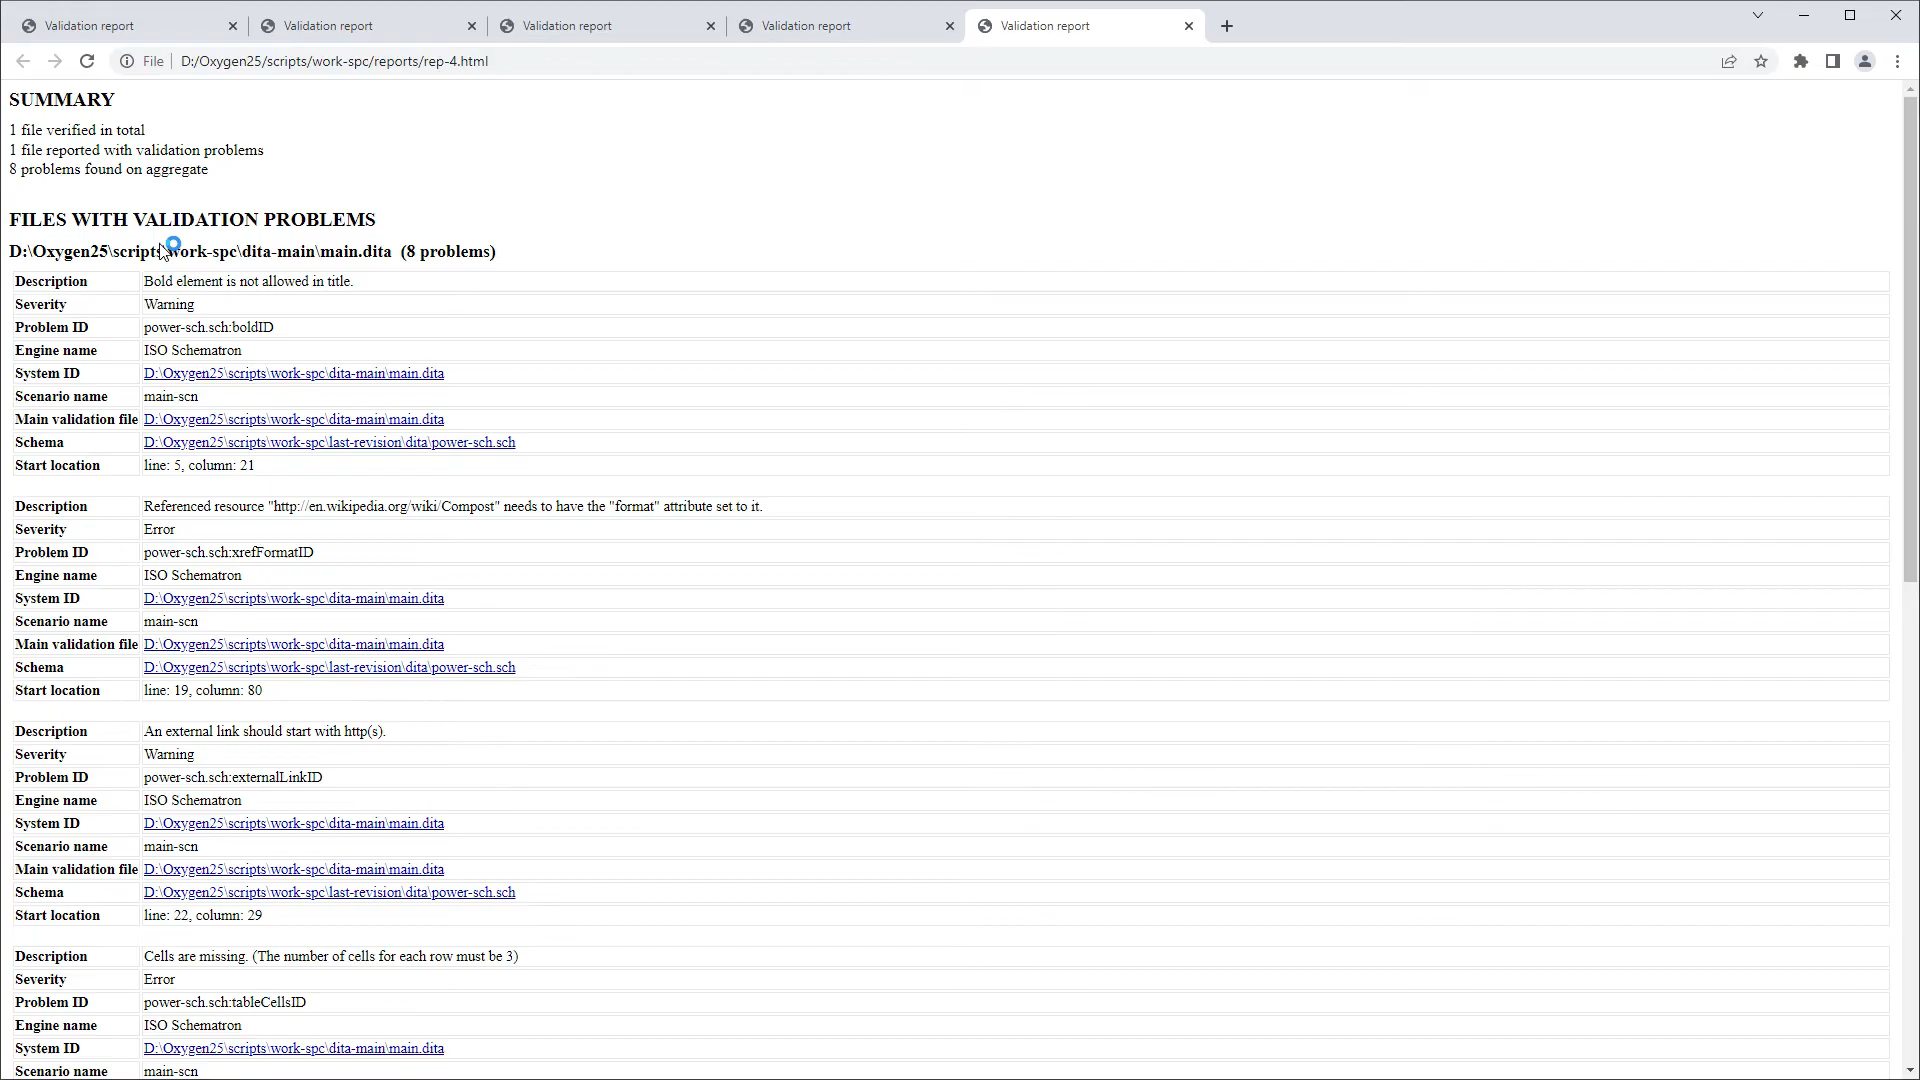 Validation report
Validation report
Validation report
Validation report
Validation report
File
D:/Oxygen25/scripts/work-spc/reports/rep-4.html
SUMMARY
1 file verified in total
1 file reported with validation problems
8 problems found on aggregate
FILES WITH VALIDATION PROBLEMS
D:\Oxygen25\scripts\work-spc\dita-main\main.dita (8 problems)
Description Bold element is not allowed in title.
Severity Warning
Problem ID power-sch.sch:boldID
Engine name ISO Schematron
System ID D:\Oxygen25\scripts\work-spc\dita-main\main.dita
Scenario name main-scn
Main validation file D:\Oxygen25\scripts\work-spc\dita-main\main.dita
Schema D:\Oxygen25\scripts\work-spc\last-revision\dita\power-sch.sch
Start location line: 5, column: 21
Description Referenced resource "http://en.wikipedia.org/wiki/Compost" needs to have the "format" attribute set to it.
Severity Error
Problem ID power-sch.sch:xrefFormatID
Engine name ISO Schematron
System ID D:\Oxygen25\scripts\work-spc\dita-main\main.dita
Scenario name main-scn
Main validation file D:\Oxygen25\scripts\work-spc\dita-main\main.dita
Schema D:\Oxygen25\scripts\work-spc\last-revision\dita\power-sch.sch
Start location line: 19, column: 80
Description An external link should start with http(s).
Severity Warning
Problem ID power-sch.sch:externalLinkID
Engine name ISO Schematron
System ID D:\Oxygen25\scripts\work-spc\dita-main\main.dita
Scenario name main-scn
Main validation file D:\Oxygen25\scripts\work-spc\dita-main\main.dita
Schema D:\Oxygen25\scripts\work-spc\last-revision\dita\power-sch.sch
Start location line: 22, column: 29
Description Cells are missing. (The number of cells for each row must be 3)
Severity Error
Problem ID power-sch.sch:tableCellsID
Engine name ISO Schematron
System ID D:\Oxygen25\scripts\work-spc\dita-main\main.dita
Scenario name main-scn